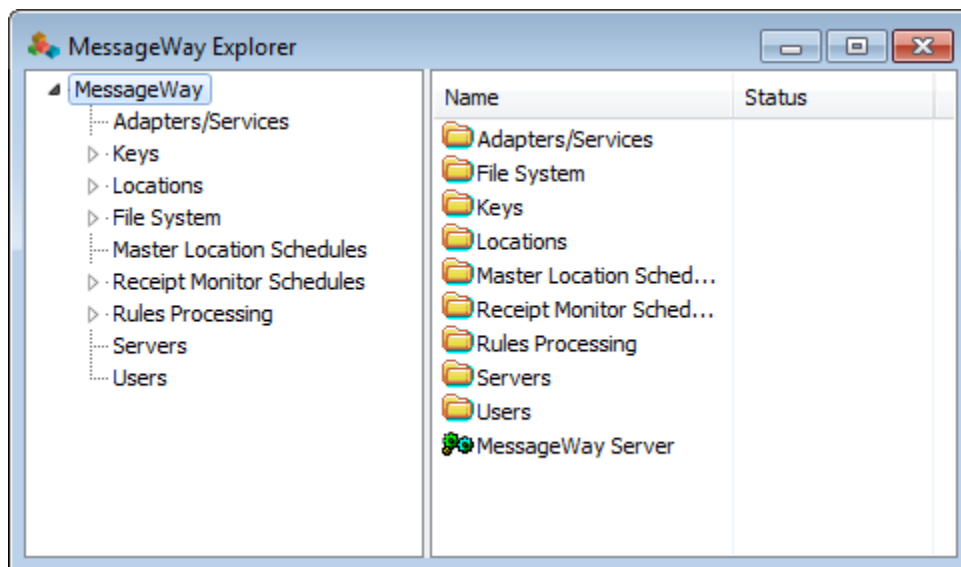 MessageWay Explorer
MessageWay
Adapters/Services
Keys
Locations
File System
Master Location Schedules
Receipt Monitor Schedules
Rules Processing
Servers
Users
Name Status
Adapters/Services
File System
Keys
Locations
Master Location Sched...
Receipt Monitor Sched...
Rules Processing
Servers
Users
MessageWay Server